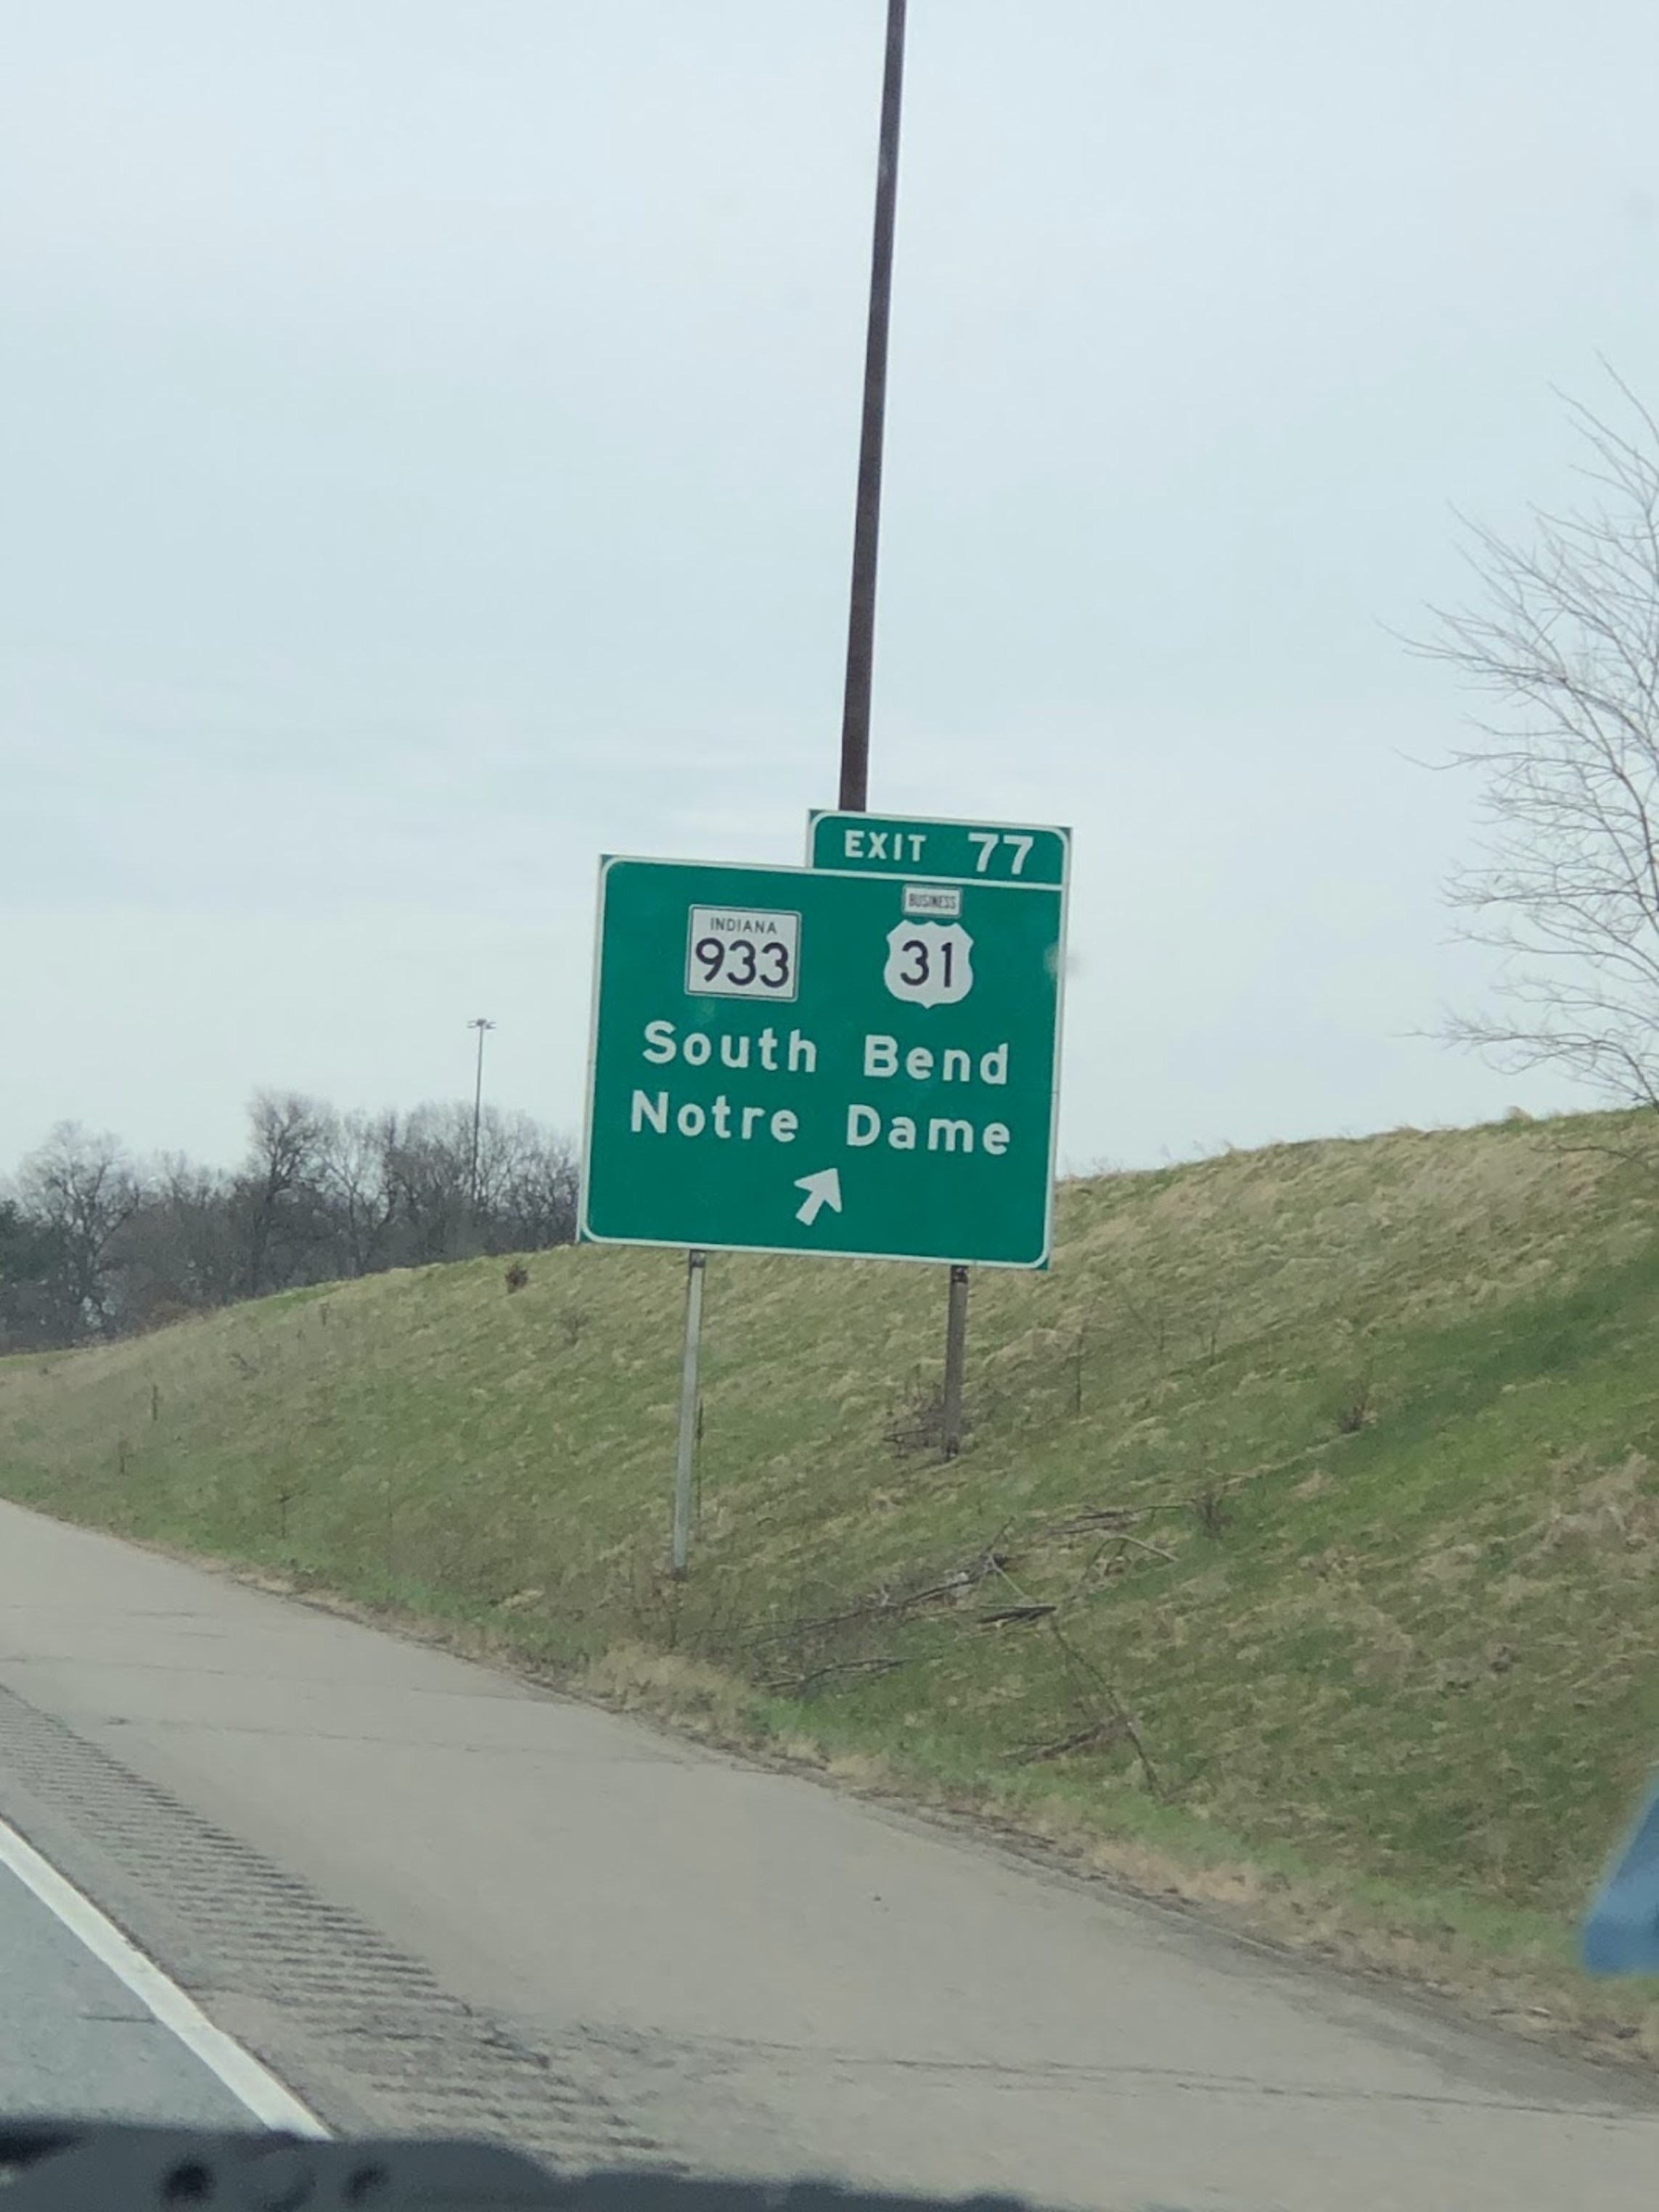 EXIT 77
BUSINESS
INDIANA
933 31
South Bend
Notre Dame